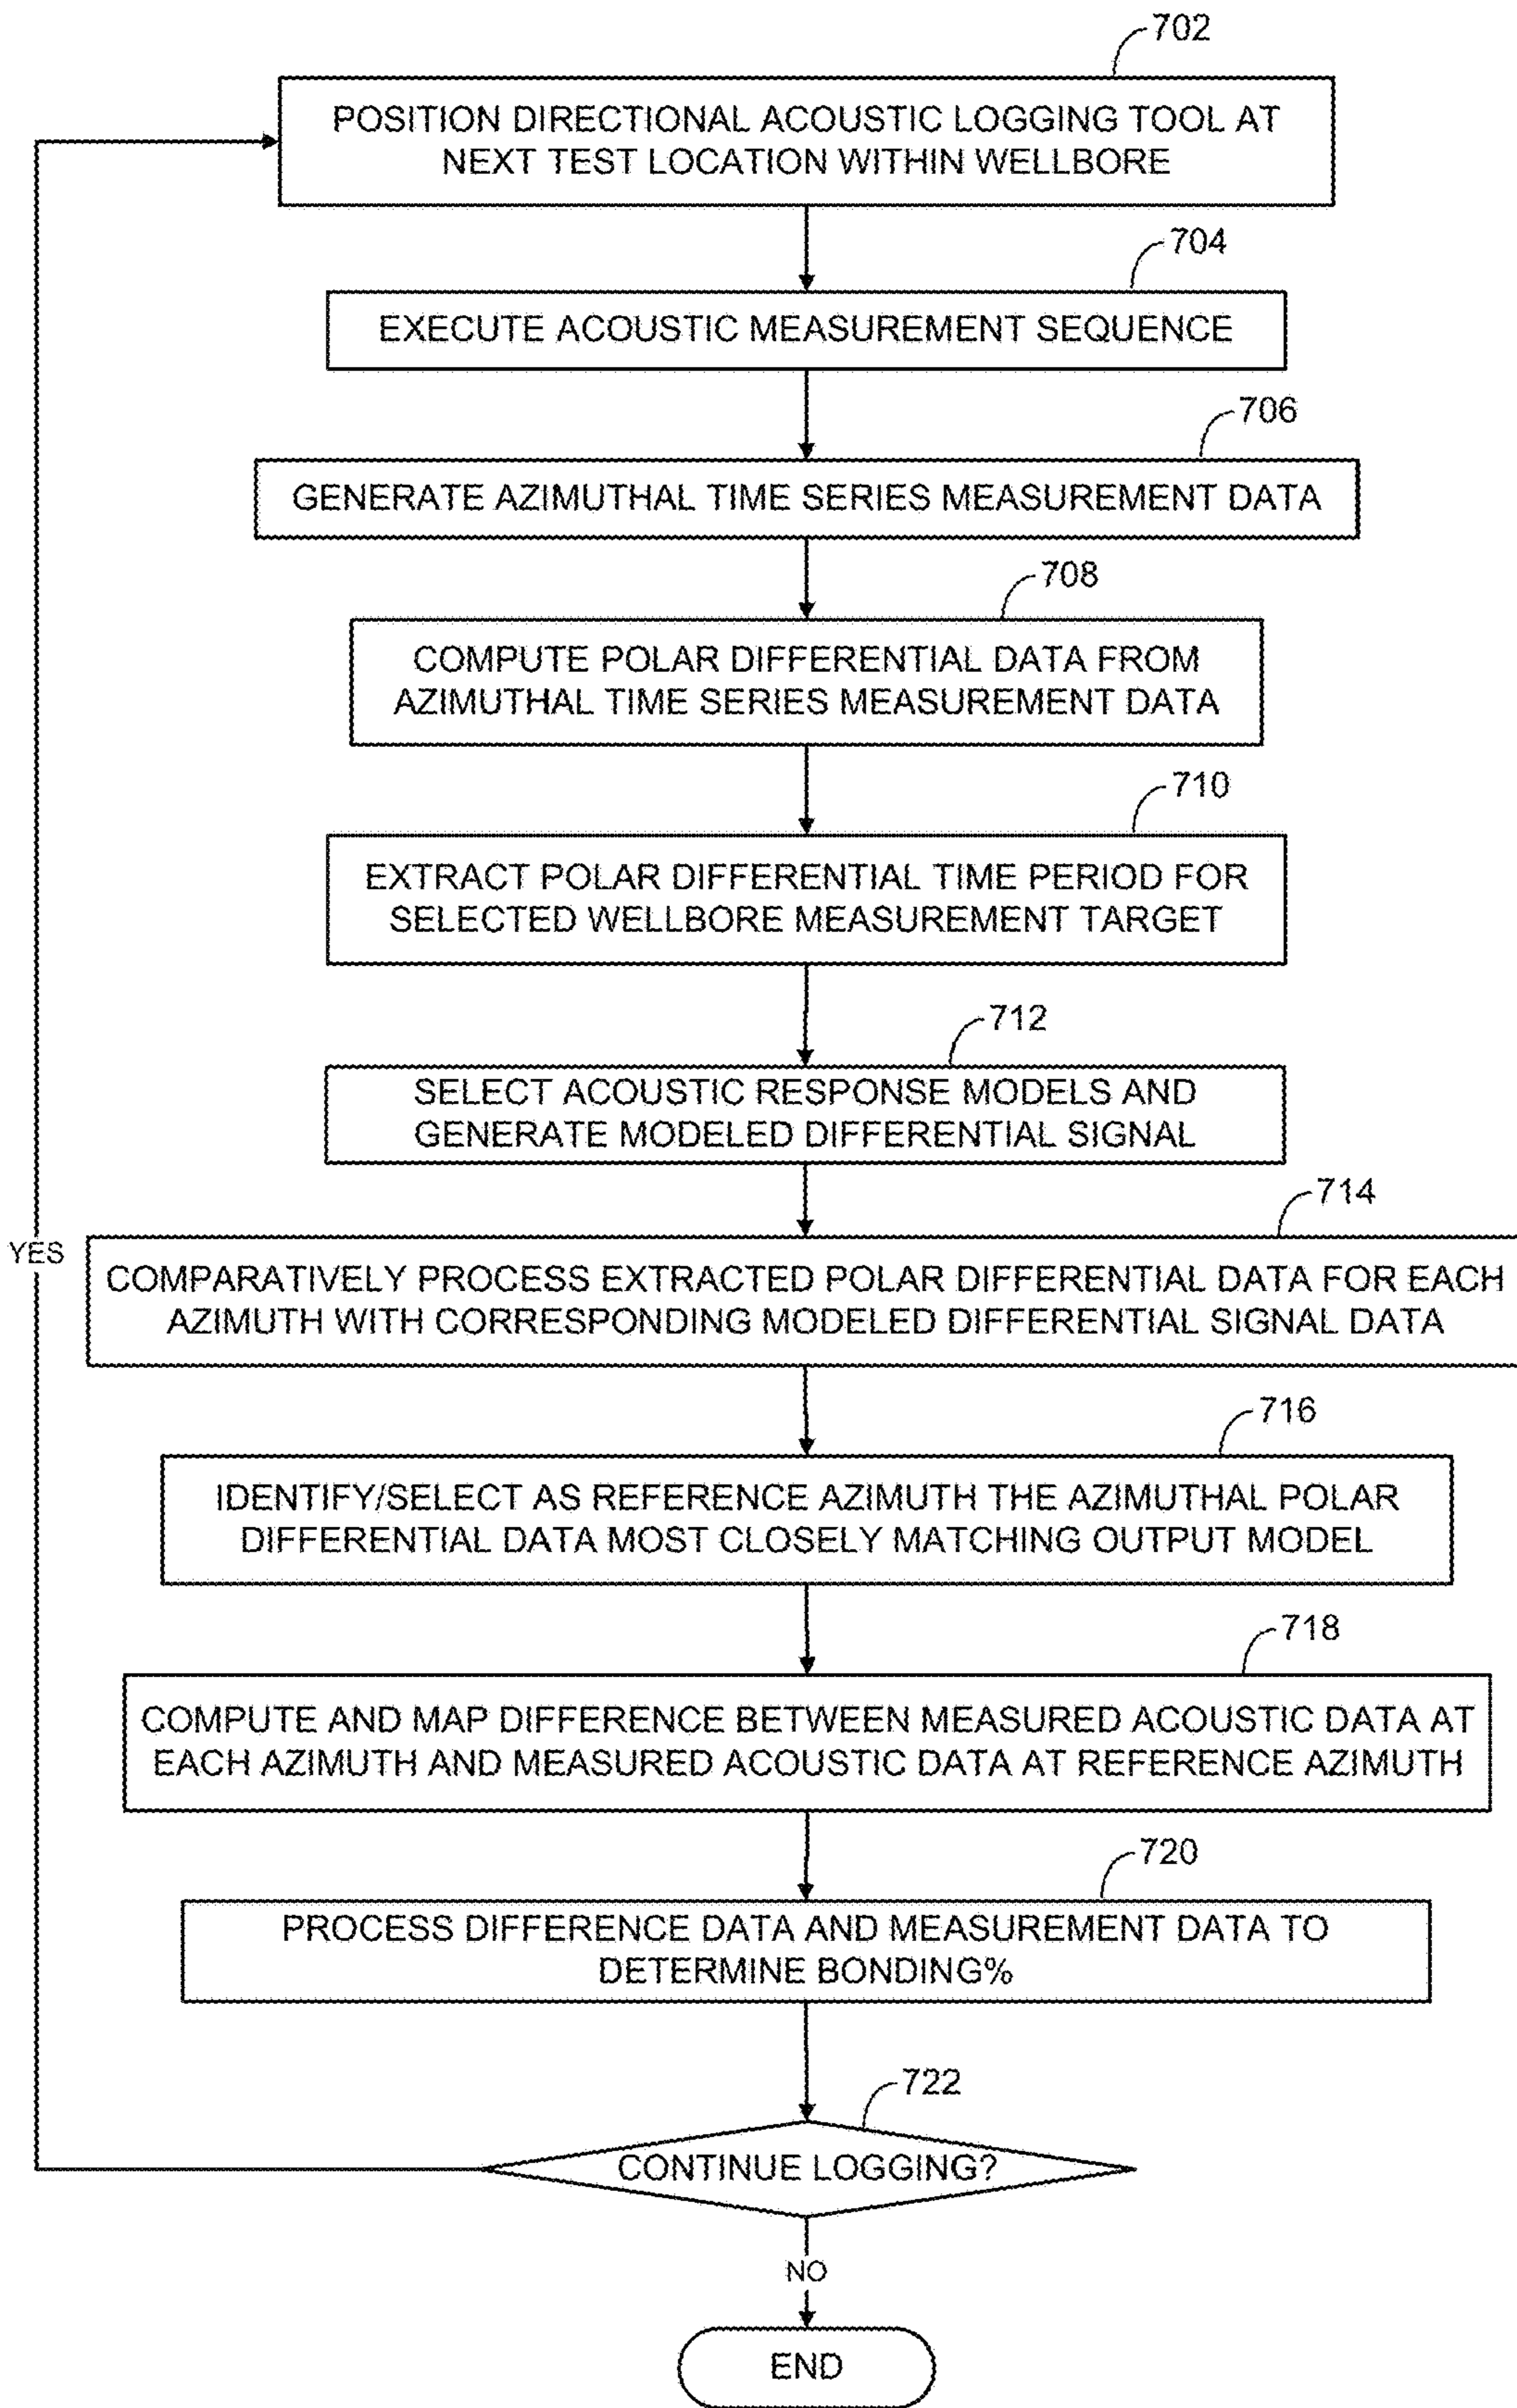 702
POSITION DIRECTIONAL ACOUSTIC LOGGING TOOL AT
NEXT TEST LOCATION WITHIN WELLBORE
704
EXECUTE ACOUSTIC MEASUREMENT SEQUENCE
706
GENERATE AZIMUTHAL TIME SERIES MEASUREMENT DATA
708
COMPUTE POLAR DIFFERENTIAL DATA FROM
AZIMUTHAL TIME SERIES MEASUREMENT DATA
710
EXTRACT POLAR DIFFERENTIAL TIME PERIOD FOR
SELECTED WELLBORE MEASUREMENT TARGET
712
SELECT ACOUSTIC RESPONSE MODELS AND
GENERATE MODELED DIFFERENTIAL SIGNAL
714
YES
COMPARATIVELY PROCESS EXTRACTED POLAR DIFFERENTIAL DATA FOR EACH
AZIMUTH WITH CORRESPONDING MODELED DIFFERENTIAL SIGNAL DATA
716
IDENTIFY/SELECT AS REFERENCE AZIMUTH THE AZIMUTHAL POLAR
DIFFERENTIAL DATA MOST CLOSELY MATCHING OUTPUT MODEL
718
COMPUTE AND MAP DIFFERENCE BETWEEN MEASURED ACOUSTIC DATA AT
EACH AZIMUTH AND MEASURED ACOUSTIC DATA AT REFERENCE AZIMUTH
720
PROCESS DIFFERENCE DATA AND MEASUREMENT DATA TO
DETERMINE BONDING%
722
CONTINUE LOGGING?
NO
END